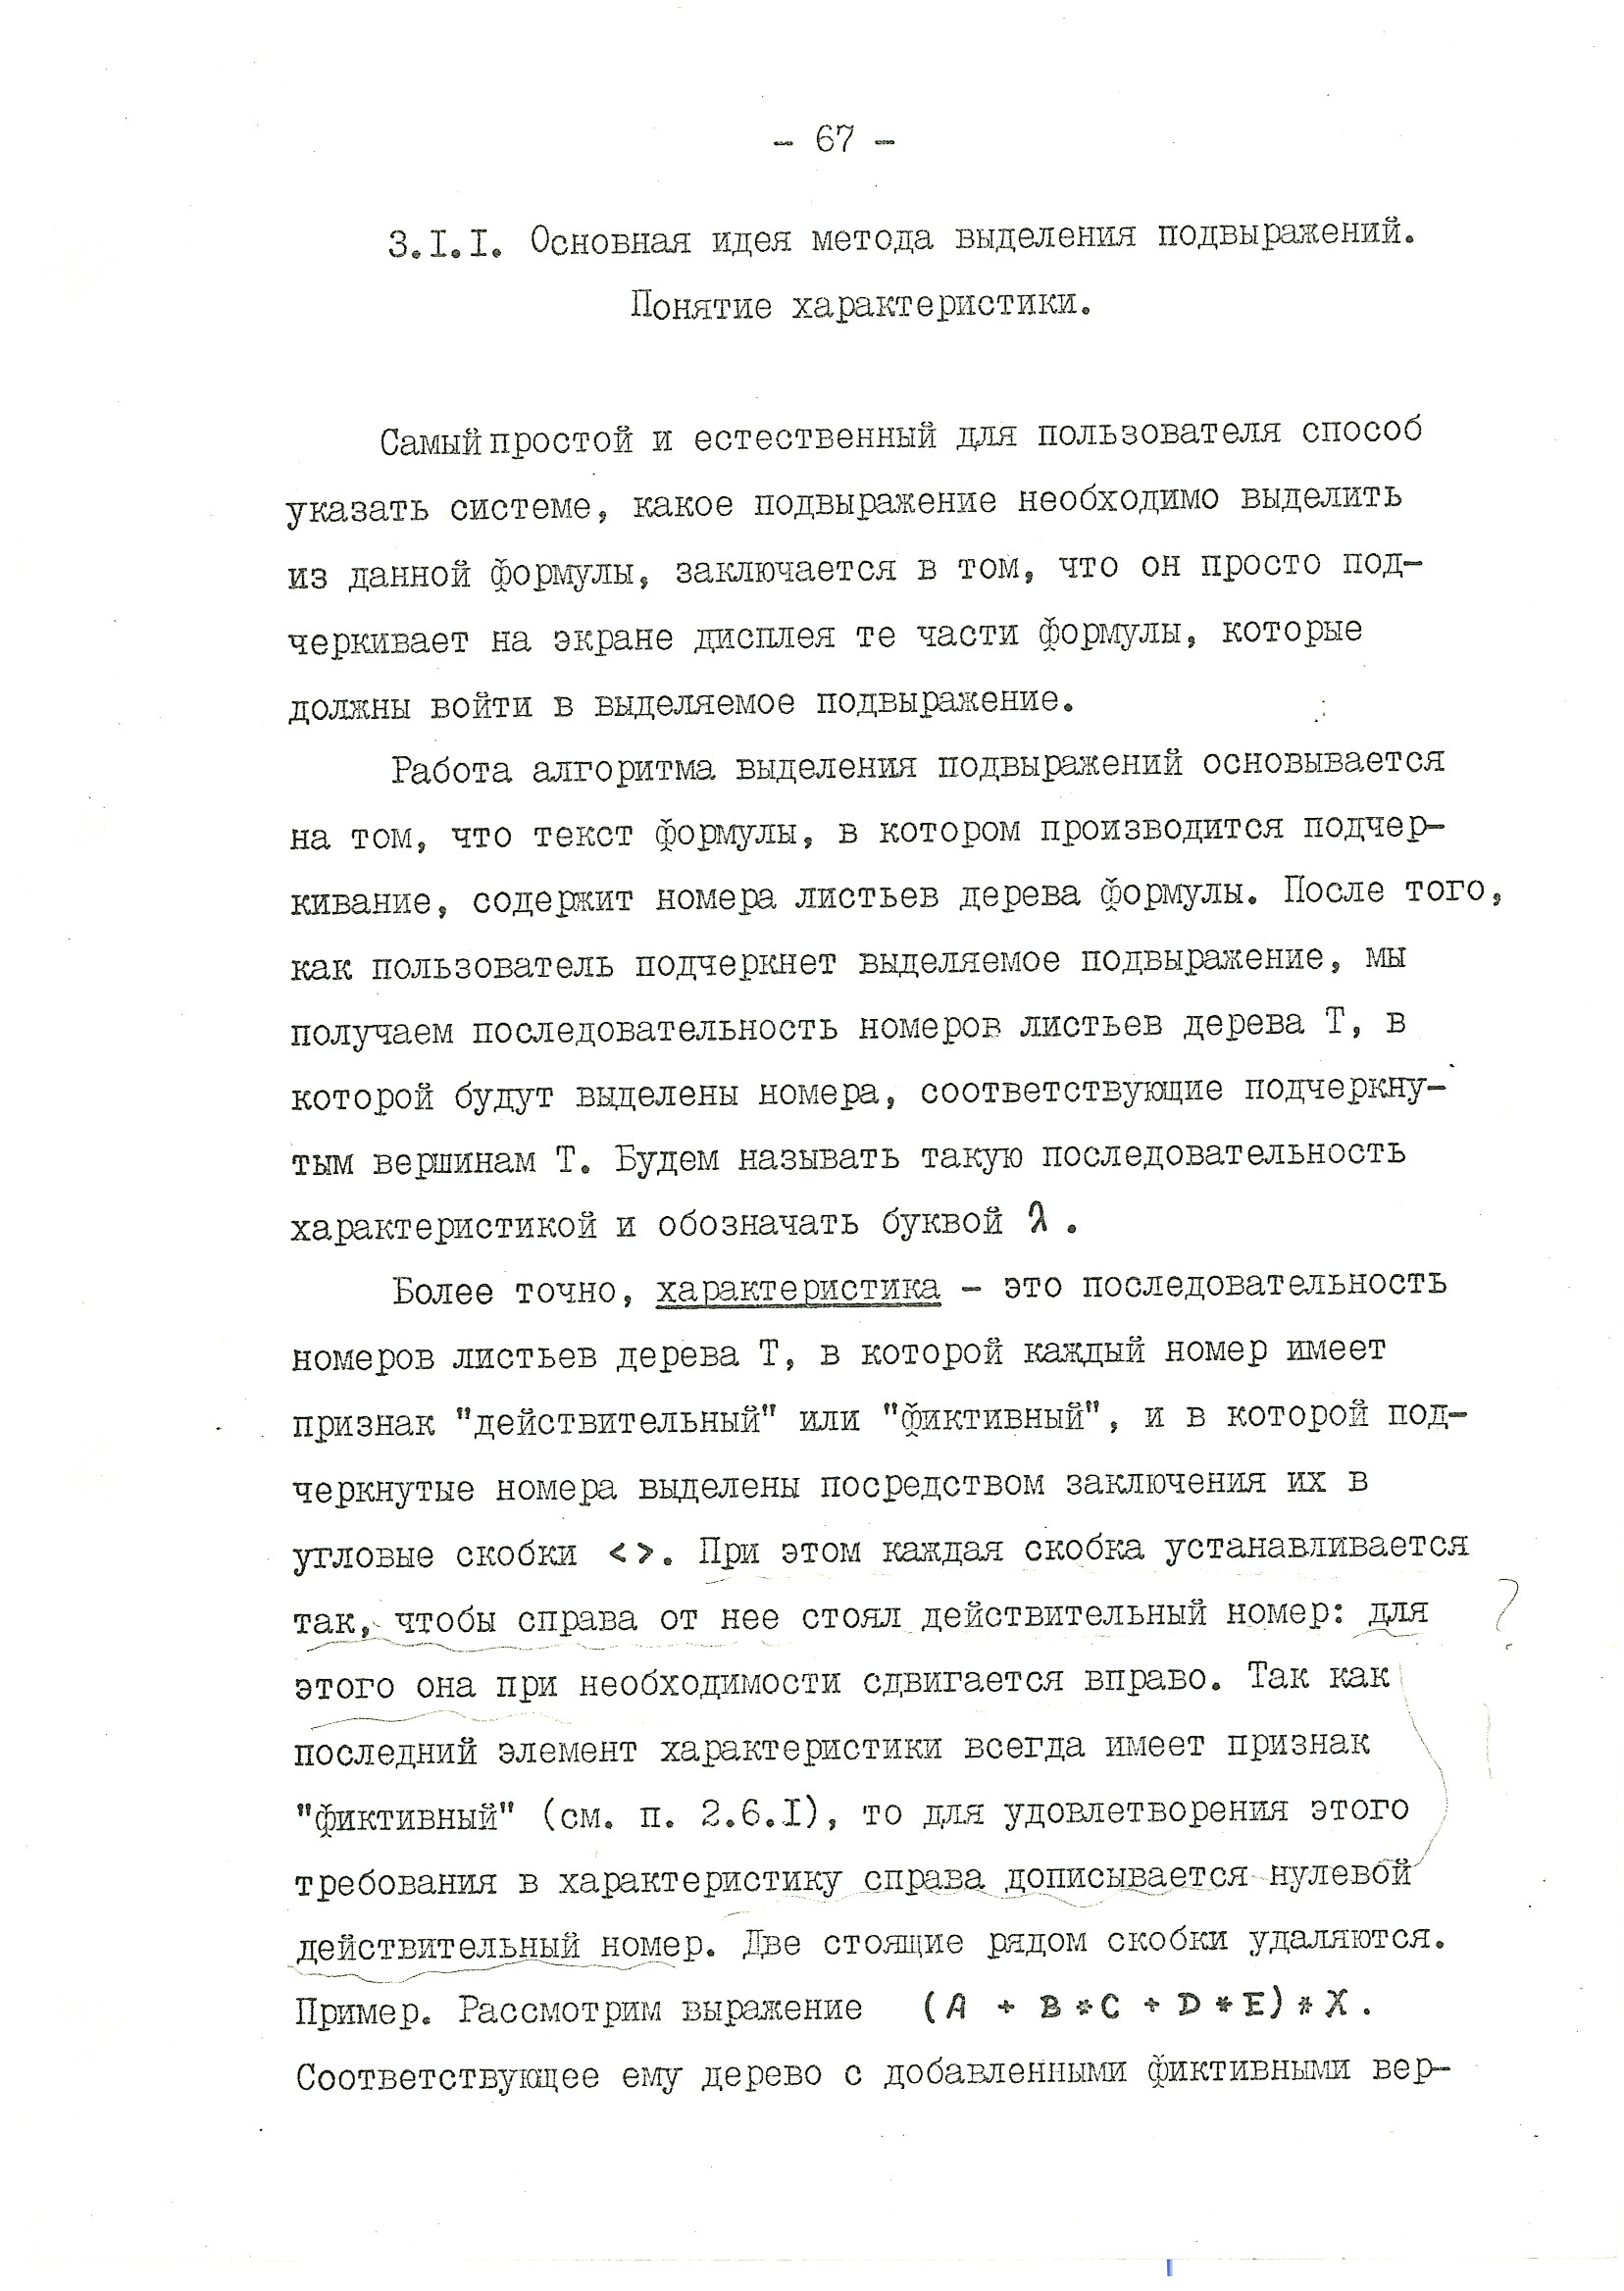 - 67 -
3.I.I. Основная идея метода выделения подвыражений.
Понятие характеристики.
Самый простой и естественный для пользователя способ
указать системе, какое подвыражение необходимо выделить
из данной формулы, заключается в том, что он просто под-
черкивает на экране дисплея те части формулы, которые
должны войти в выделяемое подвыражение.
Работа алгоритма выделения подвыражений основывается
на том, что текст формулы, в котором производится подчер-
кивание, содержит номера листьев дерева формулы. После того,
как пользователь подчеркнет выделяемое подвыражение, мы
получаем последовательность номеров листьев дерева Т, в
которой будут выделены номера, соответствующие подчеркну-
тым вершинам Т. Будем называть такую последовательность
характеристикой и обозначать буквой λ.
Более точно, характеристика - это последовательность
номеров листьев дерева Т, в которой каждый номер имеет
признак "действительный" или "фиктивный", и в которой под-
черкнутые номера выделены посредством заключения их в
угловые скобки < >. При этом каждая скобка устанавливается
так, чтобы справа от нее стоял действительный номер: для ?
этого она при необходимости сдвигается вправо. Так как
последний элемент характеристики всегда имеет признак
"фиктивный" (см. п. 2.6.I), то для удовлетворения этого
требования в характеристику справа дописывается нулевой
действительный номер. Две стоящие рядом скобки удаляются.
Пример. Рассмотрим выражение (A + B * C + D * E) * X.
Соответствующее ему дерево с добавленными фиктивными вер-